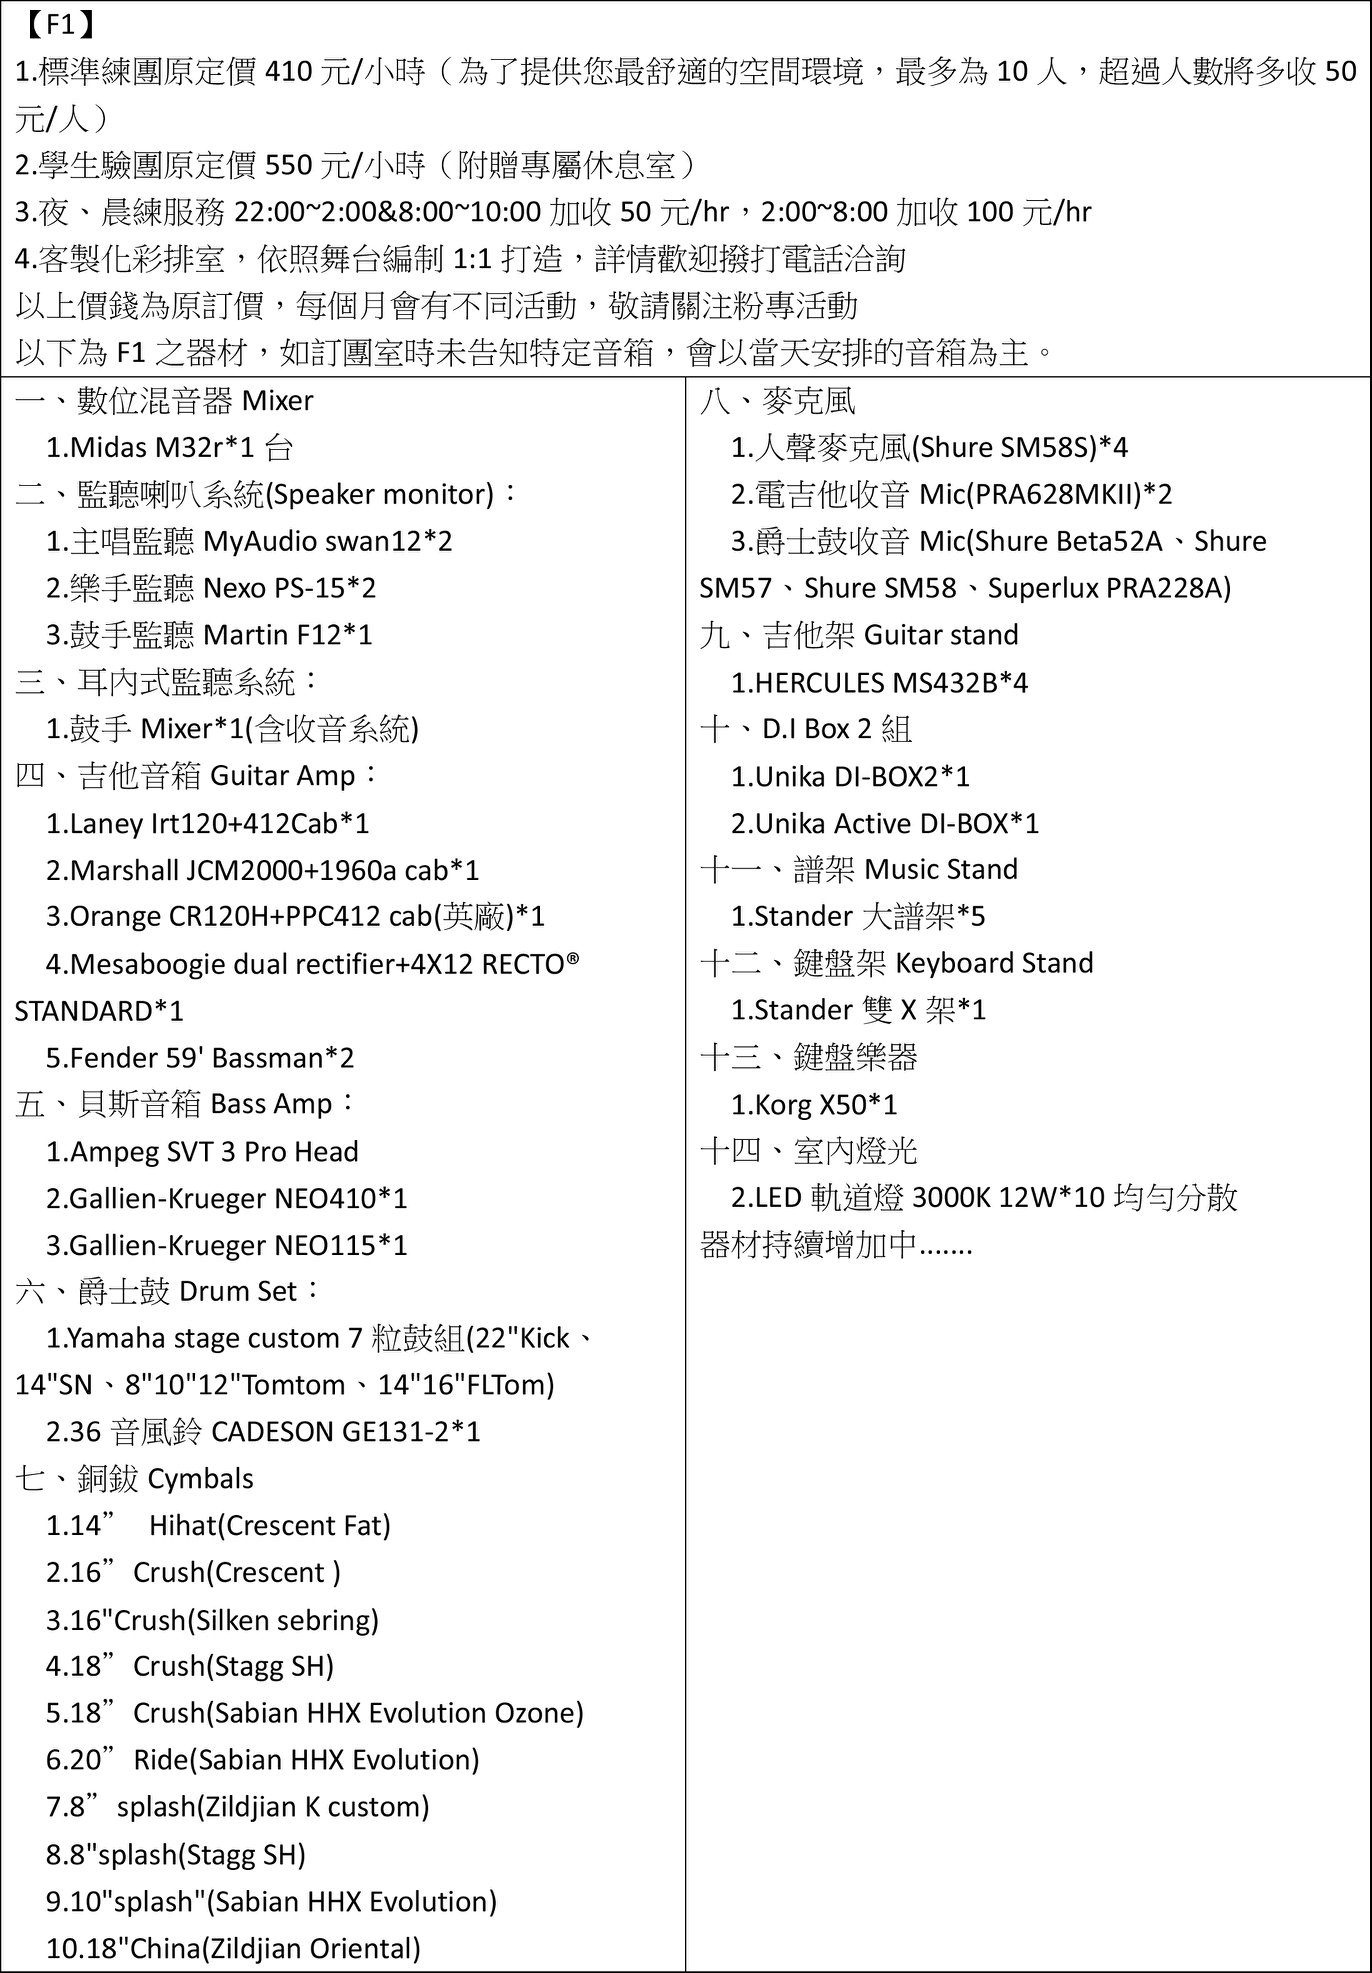 【F1】
1.標準練團原定價 410 元/小時（為了提供您最舒適的空間環境，最多為 10 人，超過人數將多收 50
元/人）
2.學生驗團原定價 550 元/小時（附贈專屬休息室）
3.夜、晨練服務 22:00~2:00&8:00~10:00 加收 50 元/hr，2:00~8:00 加收 100 元/hr
4.客製化彩排室，依照舞台編制 1:1 打造，詳情歡迎撥打電話洽詢
以上價錢為原訂價，每個月會有不同活動，敬請關注粉專活動
以下為 F1 之器材，如訂團室時未告知特定音箱，會以當天安排的音箱為主。
一、數位混音器 Mixer
1.Midas M32r*1 台
二、監聽喇叭系統(Speaker monitor)：
1.主唱監聽 MyAudio swan12*2
2.樂手監聽 Nexo PS-15*2
3.鼓手監聽 Martin F12*1
三、耳內式監聽系統：
1.鼓手 Mixer*1(含收音系統)
四、吉他音箱 Guitar Amp：
1.Laney Irt120+412Cab*1
2.Marshall JCM2000+1960a cab*1
3.Orange CR120H+PPC412 cab(英廠)*1
4.Mesaboogie dual rectifier+4X12 RECTO®
STANDARD*1
5.Fender 59' Bassman*2
五、貝斯音箱 Bass Amp：
1.Ampeg SVT 3 Pro Head
2.Gallien-Krueger NEO410*1
3.Gallien-Krueger NEO115*1
六、爵士鼓 Drum Set：
1.Yamaha stage custom 7 粒鼓組(22"Kick、
14"SN、8"10"12"Tomtom、14"16"FLTom)
2.36 音風鈴 CADESON GE131-2*1
七、銅鈸 Cymbals
1.14” Hihat(Crescent Fat)
2.16” Crush(Crescent )
3.16"Crush(Silken sebring)
4.18” Crush(Stagg SH)
5.18” Crush(Sabian HHX Evolution Ozone)
6.20” Ride(Sabian HHX Evolution)
7.8” splash(Zildjian K custom)
8.8"splash(Stagg SH)
9.10"splash"(Sabian HHX Evolution)
10.18"China(Zildjian Oriental)
八、麥克風
1.人聲麥克風(Shure SM58S)*4
2.電吉他收音 Mic(PRA628MKII)*2
3.爵士鼓收音 Mic(Shure Beta52A、Shure
SM57、Shure SM58、Superlux PRA228A)
九、吉他架 Guitar stand
1.HERCULES MS432B*4
十、D.I Box 2 組
1.Unika DI-BOX2*1
2.Unika Active DI-BOX*1
十一、譜架 Music Stand
1.Stander 大譜架*5
十二、鍵盤架 Keyboard Stand
1.Stander 雙 X 架*1
十三、鍵盤樂器
1.Korg X50*1
十四、室內燈光
2.LED 軌道燈 3000K 12W*10 均勻分散
器材持續增加中.......